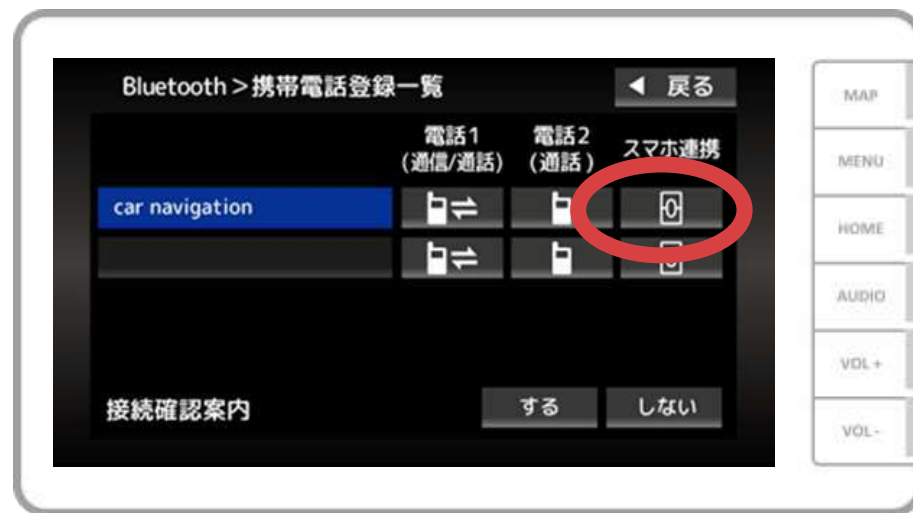 Bluetooth > 携帯電話登録一覧
◀ 戻る
電話1 電話2 スマホ連携
(通信/通話) (通話)
car navigation
接続確認案内 する しない
MAP
MENU
HOME
AUDIO
VOL +
VOL -